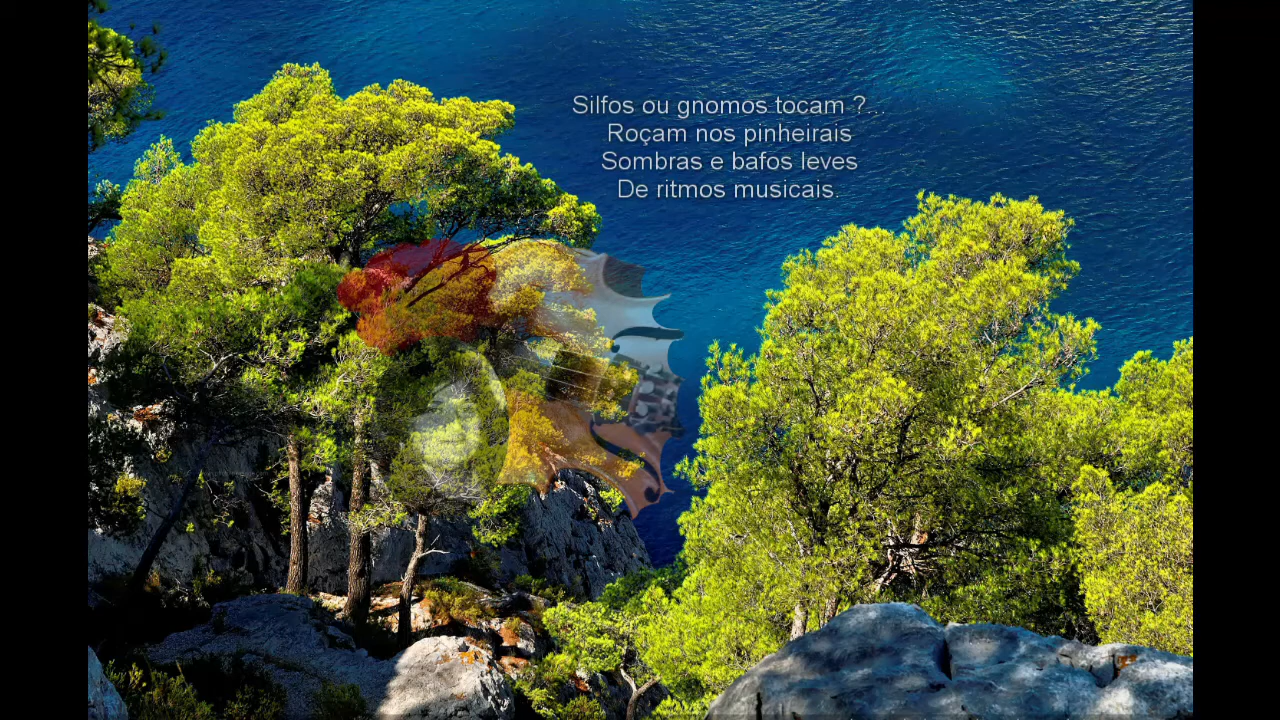 Silfos ou gnomos tocam ?...
Roçam nos pinheirais
Sombras e bafos leves
De ritmos musicais.